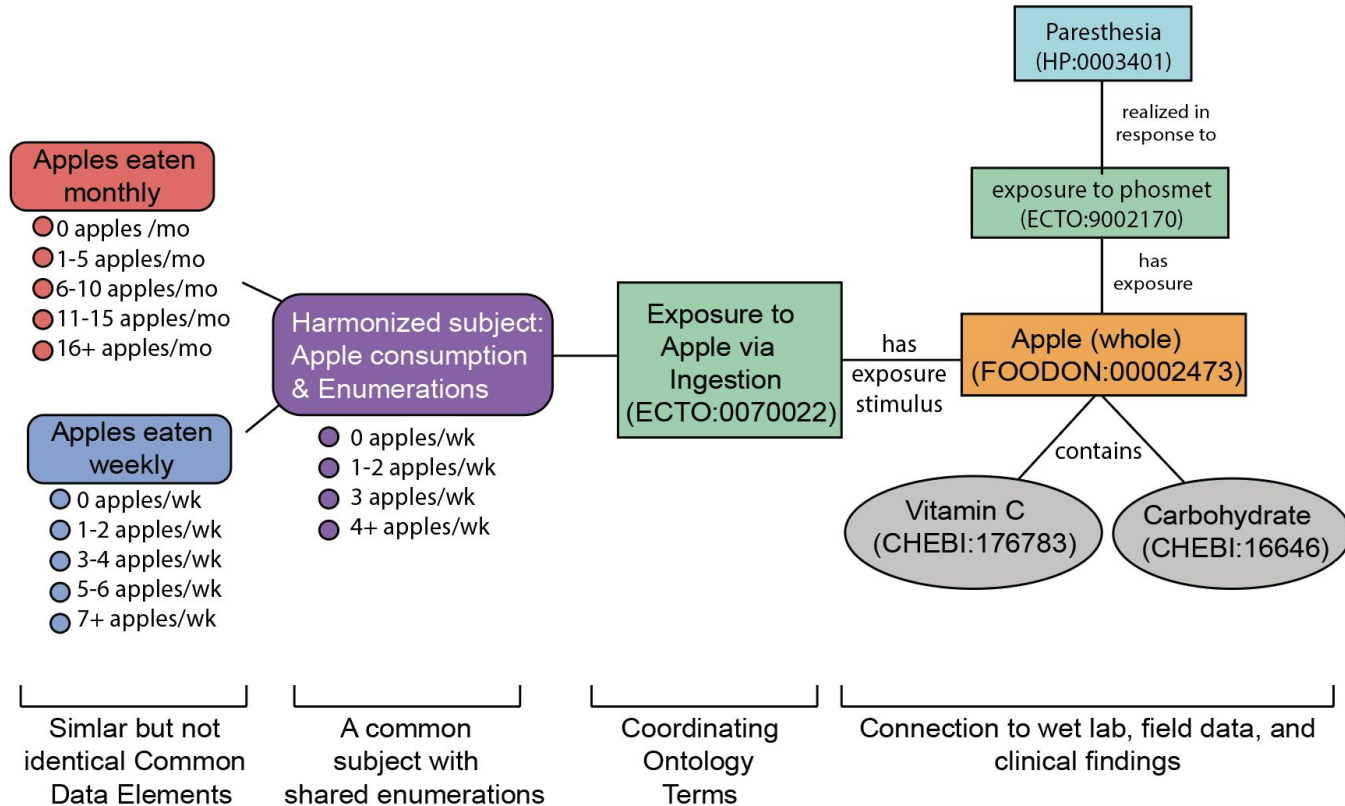 Apples eaten
monthly
0 apples /mo
1-5 apples/mo
6-10 apples/mo
11-15 apples/mo
16+ apples/mo
Apples eaten
weekly
0 apples/wk
1-2 apples/wk
3-4 apples/wk
5-6 apples/wk
7+ apples/wk
Harmonized subject:
Apple consumption
& Enumerations
0 apples/wk
1-2 apples/wk
3 apples/wk
4+ apples/wk
Exposure to
Apple via
Ingestion
(ECTO:0070022)
has
exposure
stimulus
Paresthesia
(HP:0003401)
realized in
response to
exposure to phosmet
(ECTO:9002170)
has
exposure
Apple (whole)
(FOODON:00002473)
contains
Vitamin C
(CHEBI:176783)
Carbohydrate
(CHEBI:16646)
Simlar but not
identical Common
Data Elements
A common
subject with
shared enumerations
Coordinating
Ontology
Terms
Connection to wet lab, field data, and
clinical findings